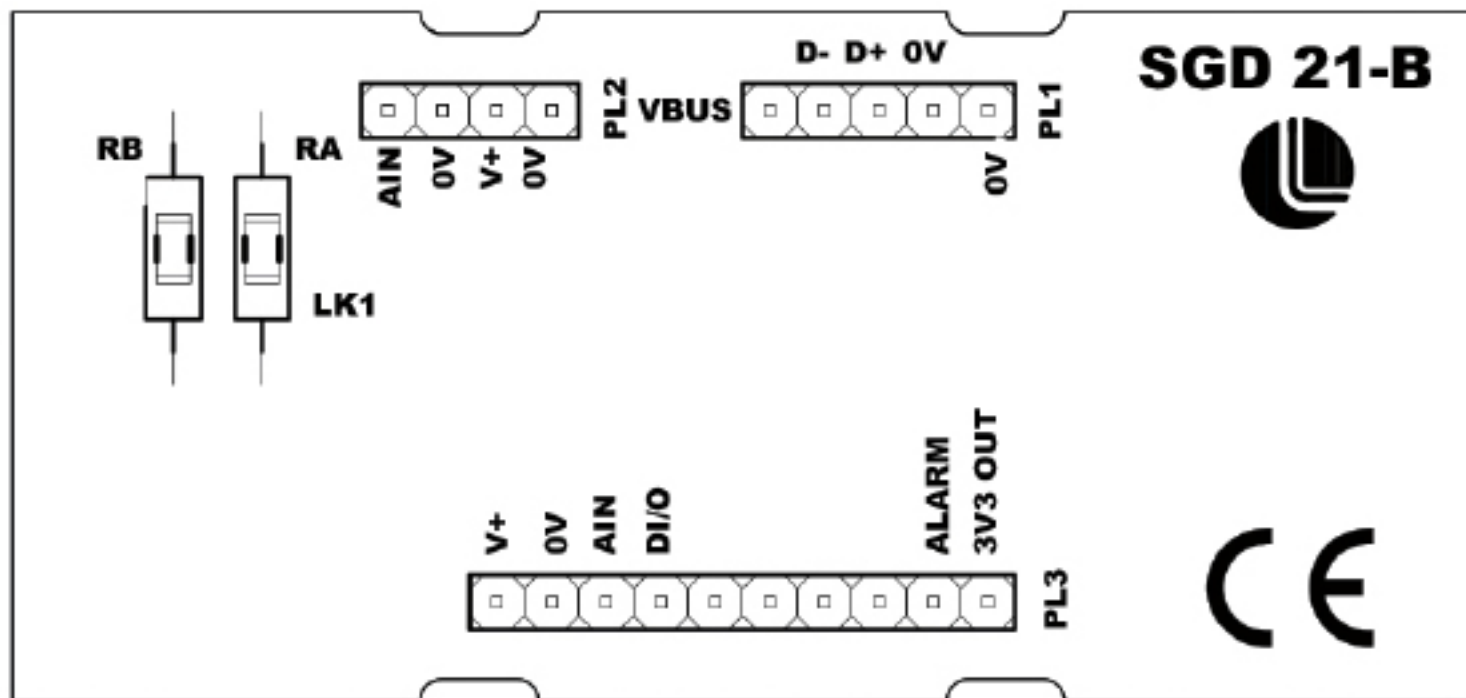 D- D+ 0V
SGD 21-B
PL2
VBUS
PL1
RB
RA
AIN
0V
V+
0V
0V
LK1
V+
0V
AIN
DI/O
ALARM
3V3 OUT
PL3
CE